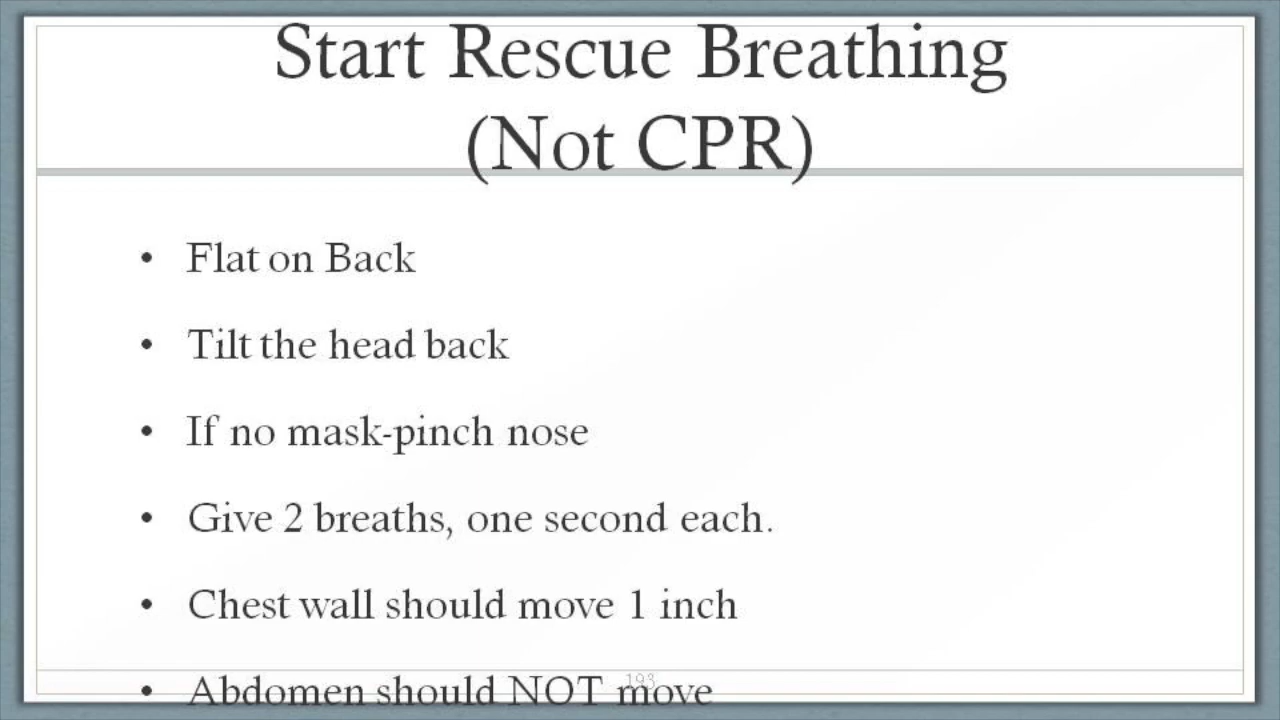 Start Rescue Breathing
(Not CPR)
• Flat on Back
• Tilt the head back
• If no mask-pinch nose
• Give 2 breaths, one second each.
• Chest wall should move 1 inch
• Abdomen should NOT move
193